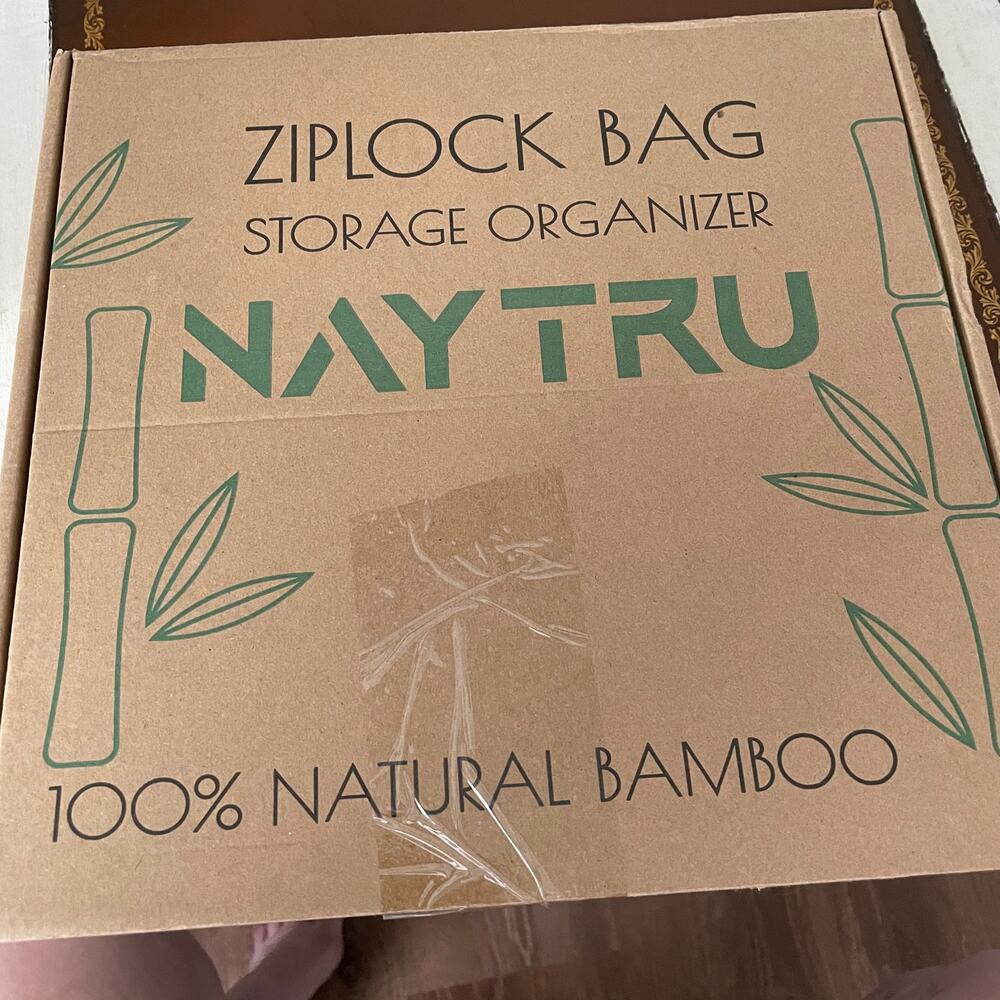 ZIPLOCK BAG
STORAGE ORGANIZER
NAYTRU
100% NATURAL BAMBOO